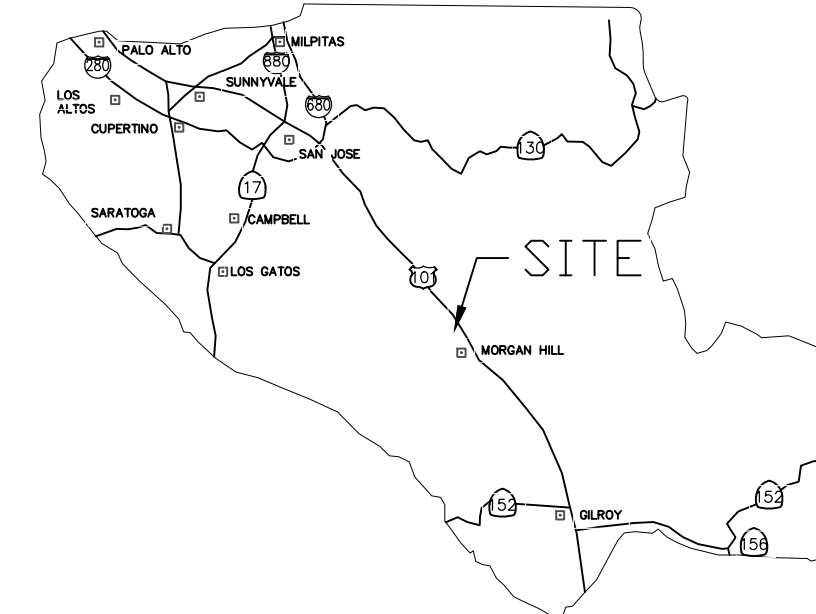 MILPITAS
PALO ALTO
280
880
SUNNYVALE
LOS
ALTOS
680
CUPERTINO
130
SAN JOSE
17
SARATOGA
CAMPBELL
SITE
LOS GATOS
101
MORGAN HILL
152
152
GILROY
156